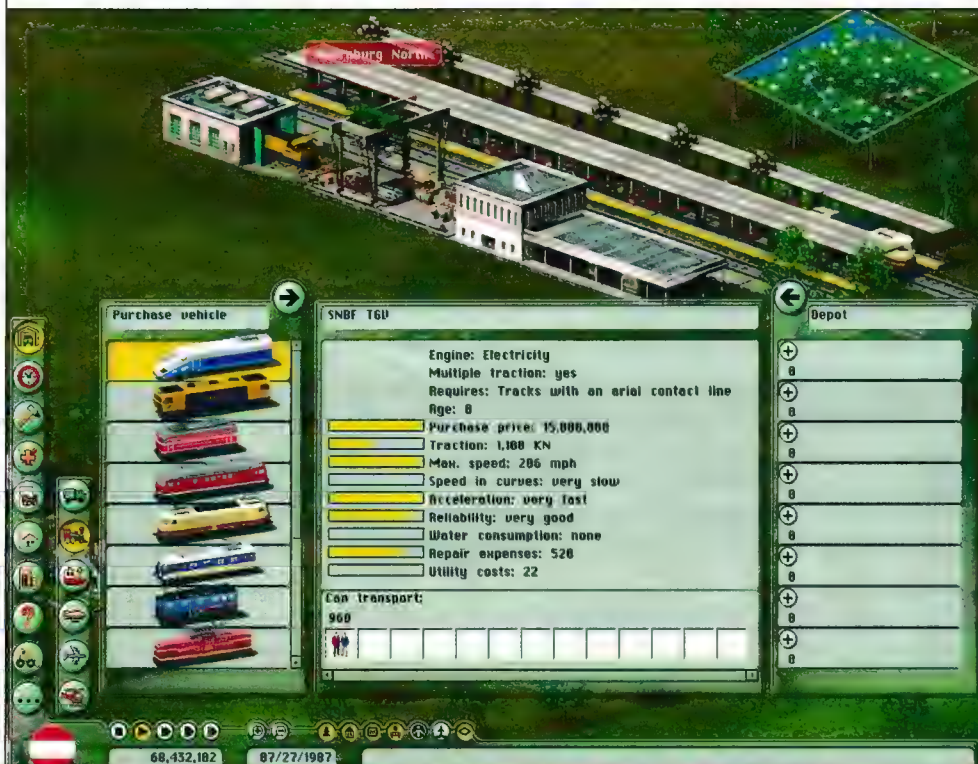 North
Purchase vehicle
SNBF TGV
Depot
Engine: Electricity
Multiple traction: yes
Requires: Tracks with an arial contact line
Age: 0
Purchase price: 15,000,000
Traction: 1,100 KN
Max. speed: 206 mph
Speed in curves: very slow
Acceleration: very fast
Reliability: very good
Water consumption: none
Repair expenses: 520
Utility costs: 22
Can transport:
960
0
0
0
0
0
0
0
0
68,432,102
07/27/1987